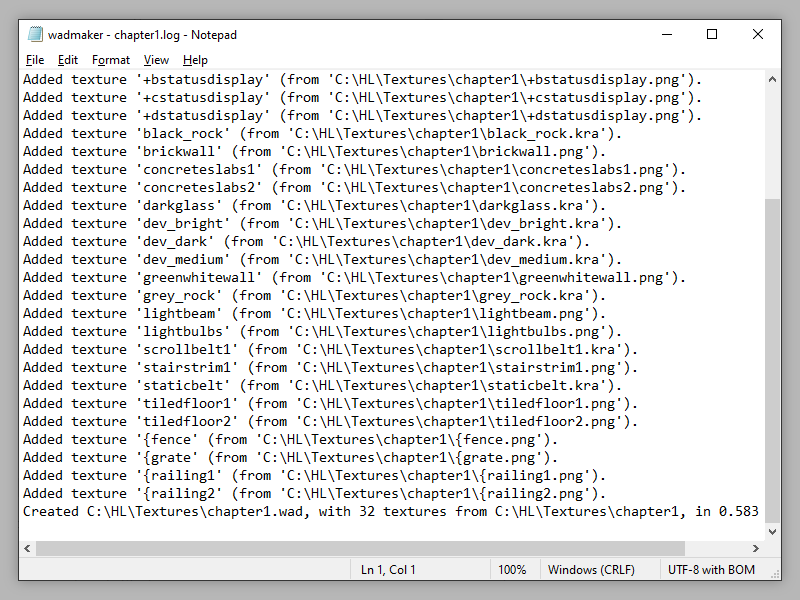 wadmaker - chapter1.log - Notepad
File Edit Format View Help
Added texture '+bstatusdisplay' (from 'C:\HL\Textures\chapter1\+bstatusdisplay.png').
Added texture '+cstatusdisplay' (from 'C:\HL\Textures\chapter1\+cstatusdisplay.png').
Added texture '+dstatusdisplay' (from 'C:\HL\Textures\chapter1\+dstatusdisplay.png').
Added texture 'black_rock' (from 'C:\HL\Textures\chapter1\black_rock.kra').
Added texture 'brickwall' (from 'C:\HL\Textures\chapter1\brickwall.png').
Added texture 'concreteslabs1' (from 'C:\HL\Textures\chapter1\concreteslabs1.png').
Added texture 'concreteslabs2' (from 'C:\HL\Textures\chapter1\concreteslabs2.png').
Added texture 'darkglass' (from 'C:\HL\Textures\chapter1\darkglass.kra').
Added texture 'dev_bright' (from 'C:\HL\Textures\chapter1\dev_bright.kra').
Added texture 'dev_dark' (from 'C:\HL\Textures\chapter1\dev_dark.kra').
Added texture 'dev_medium' (from 'C:\HL\Textures\chapter1\dev_medium.kra').
Added texture 'greenwhitewall' (from 'C:\HL\Textures\chapter1\greenwhitewall.png').
Added texture 'grey_rock' (from 'C:\HL\Textures\chapter1\grey_rock.kra').
Added texture 'lightbeam' (from 'C:\HL\Textures\chapter1\lightbeam.png').
Added texture 'lightbulbs' (from 'C:\HL\Textures\chapter1\lightbulbs.png').
Added texture 'scrollbelt1' (from 'C:\HL\Textures\chapter1\scrollbelt1.kra').
Added texture 'stairstrim1' (from 'C:\HL\Textures\chapter1\stairstrim1.png').
Added texture 'staticbelt' (from 'C:\HL\Textures\chapter1\staticbelt.kra').
Added texture 'tiledfloor1' (from 'C:\HL\Textures\chapter1\tiledfloor1.png').
Added texture 'tiledfloor2' (from 'C:\HL\Textures\chapter1\tiledfloor2.png').
Added texture '{fence' (from 'C:\HL\Textures\chapter1\{fence.png').
Added texture '{grate' (from 'C:\HL\Textures\chapter1\{grate.png').
Added texture '{railing1' (from 'C:\HL\Textures\chapter1\{railing1.png').
Added texture '{railing2' (from 'C:\HL\Textures\chapter1\{railing2.png').
Created C:\HL\Textures\chapter1.wad, with 32 textures from C:\HL\Textures\chapter1, in 0.583
Ln 1, Col 1 100% Windows (CRLF) UTF-8 with BOM